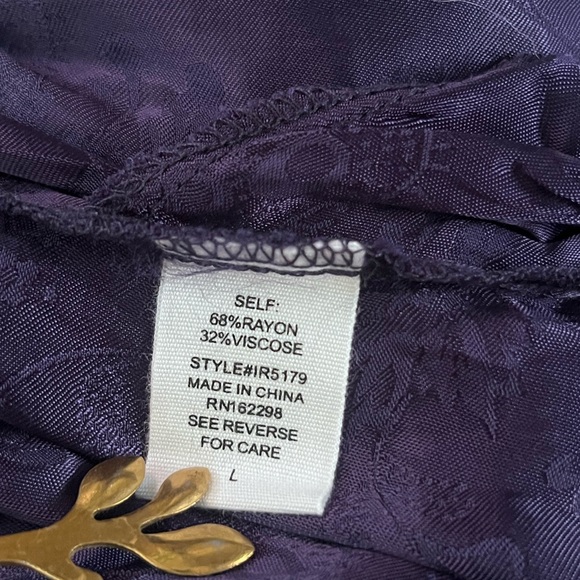 SELF:
68%RAYON
32%VISCOSE
STYLE#IR5179
MADE IN CHINA
RN162298
SEE REVERSE
FOR CARE
L